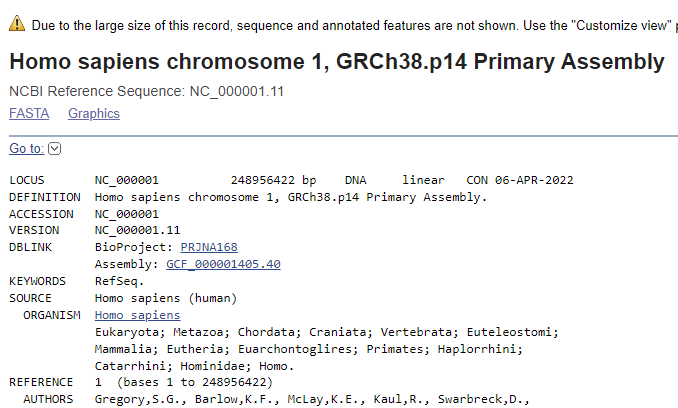 Due to the large size of this record, sequence and annotated features are not shown. Use the "Customize view"
Homo sapiens chromosome 1, GRCh38.p14 Primary Assembly
NCBI Reference Sequence: NC_000001.11
FASTA Graphics
Go to:
LOCUS NC_000001 248956422 bp DNA linear CON 06-APR-2022
DEFINITION Homo sapiens chromosome 1, GRCh38.p14 Primary Assembly.
ACCESSION NC_000001
VERSION NC_000001.11
DBLINK BioProject: PRJNA168
Assembly: GCF_000001405.40
KEYWORDS RefSeq.
SOURCE Homo sapiens (human)
ORGANISM Homo sapiens
Eukaryota; Metazoa; Chordata; Craniata; Vertebrata; Euteleostomi;
Mammalia; Eutheria; Euarchontoglires; Primates; Haplorrhini;
Catarrhini; Hominidae; Homo.
REFERENCE 1 (bases 1 to 248956422)
AUTHORS Gregory,S.G., Barlow,K.F., McLay,K.E., Kaul,R., Swarbreck,D.,